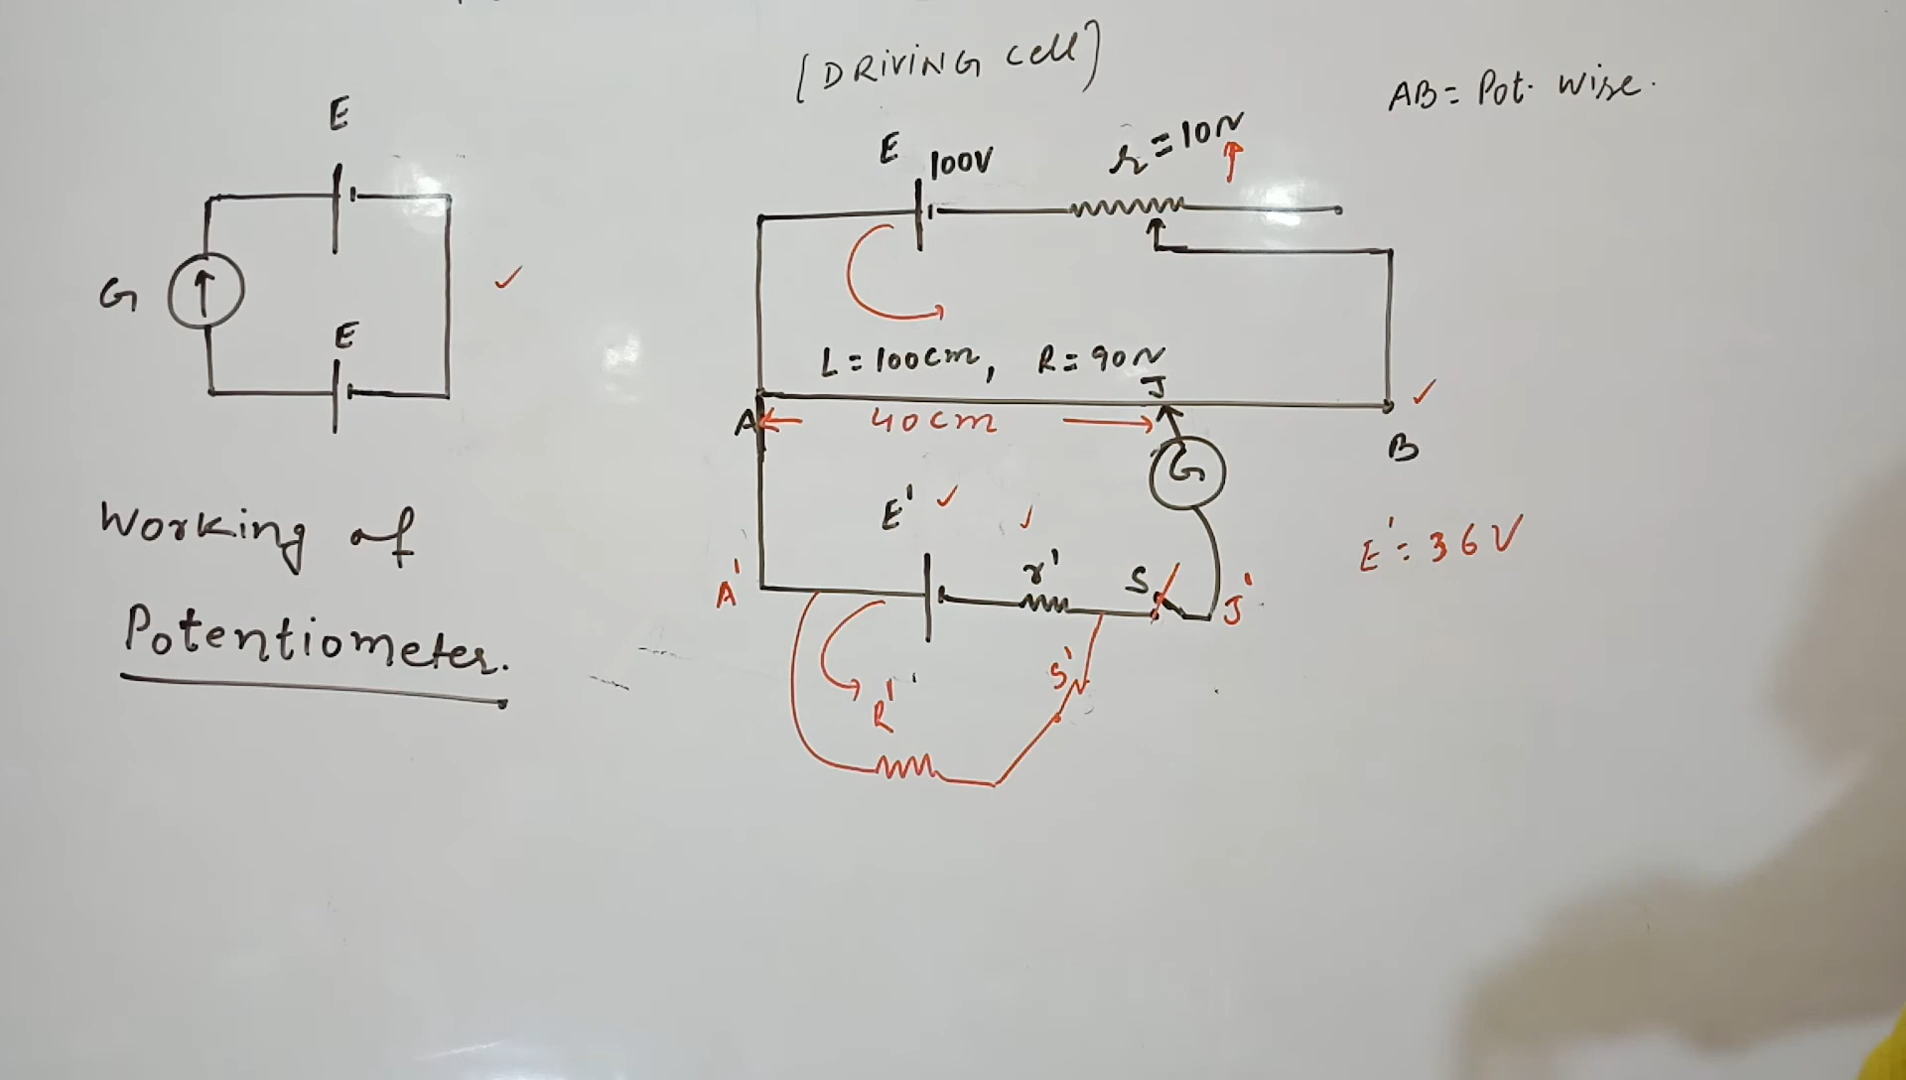 [DRIVING Cell]
AB = Pot. wire.
E
E 100V
r = 10Ω
G
E
L = 100cm, R = 90Ω
J
A
40cm
B
G
Working of
Potentiometer.
E'
r'
S
A'
J'
E' = 36V
R'
S'